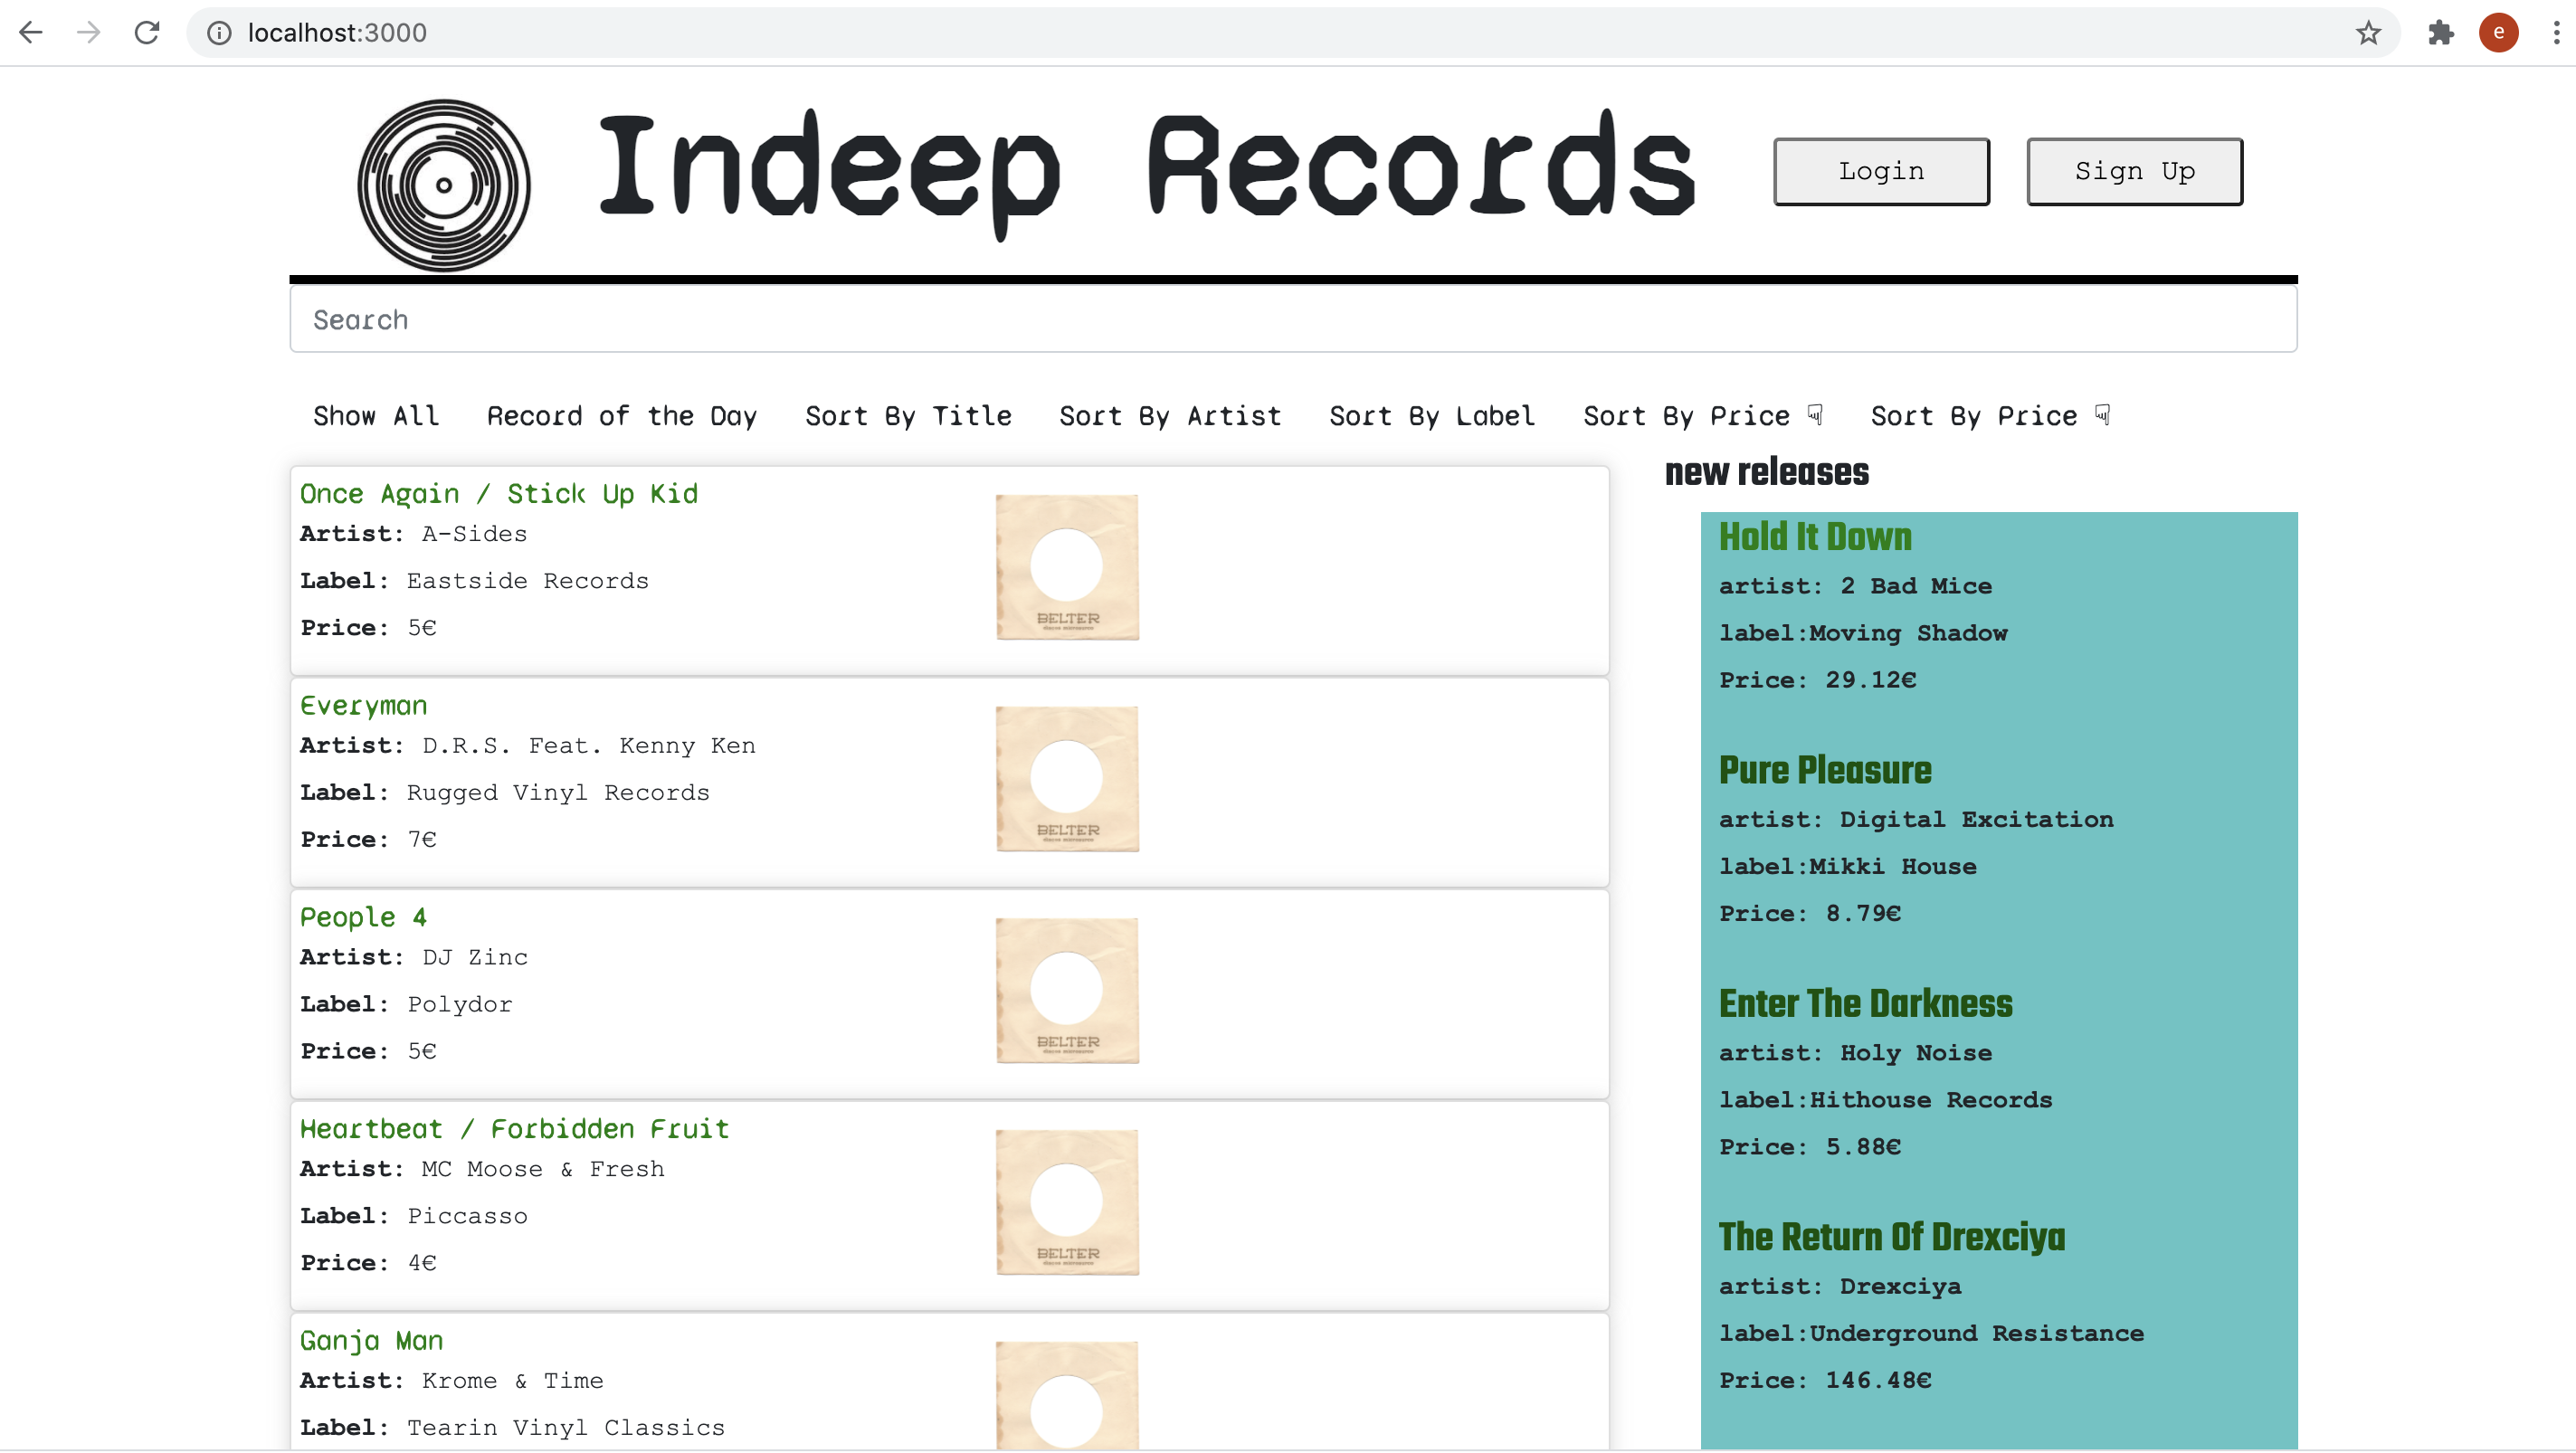 localhost:3000
e
Indeep Records
Login
Sign Up
Search
Show All
Record of the Day
Sort By Title
Sort By Artist
Sort By Label
Sort By Price ☟
Sort By Price ☟
Once Again / Stick Up Kid
Artist: A-Sides
Label: Eastside Records
Price: 5€
BELTER
Everyman
Artist: D.R.S. Feat. Kenny Ken
Label: Rugged Vinyl Records
Price: 7€
BELTER
People 4
Artist: DJ Zinc
Label: Polydor
Price: 5€
BELTER
Heartbeat / Forbidden Fruit
Artist: MC Moose & Fresh
Label: Piccasso
Price: 4€
BELTER
Ganja Man
Artist: Krome & Time
Label: Tearin Vinyl Classics
new releases
Hold It Down
artist: 2 Bad Mice
label:Moving Shadow
Price: 29.12€
Pure Pleasure
artist: Digital Excitation
label:Mikki House
Price: 8.79€
Enter The Darkness
artist: Holy Noise
label:Hithouse Records
Price: 5.88€
The Return Of Drexciya
artist: Drexciya
label:Underground Resistance
Price: 146.48€